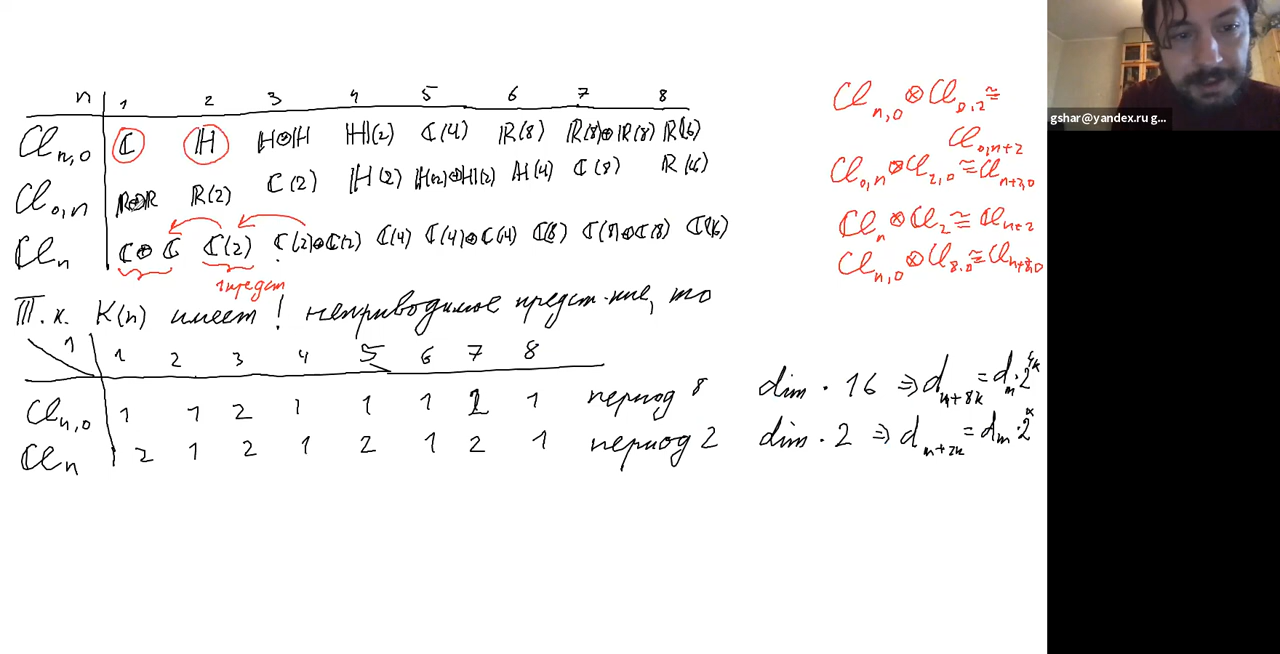 n 1 2 3 4 5 6 7 8
Cl_{n,0} ℂ ℍ ℍ⊕ℍ ℍ(2) ℂ(4) ℝ(8) ℝ(8)⊕ℝ(8) ℝ(16)
Cl_{0,n} ℝ⊕ℝ ℝ(2) ℂ(2) ℍ(2) ℍ(2)⊕ℍ(2) ℍ(4) ℂ(8) ℝ(16)
ℂl_n ℂ⊕ℂ ℂ(2) ℂ(2)⊕ℂ(2) ℂ(4) ℂ(4)⊕ℂ(4) ℂ(8) ℂ(8)⊕ℂ(8) ℂ(16)
1 предст
Cl_{n,0}⊗Cl_{0,2}≅
Cl_{0,n+2}
Cl_{0,n}⊗Cl_{2,0}≅Cl_{n+2,0}
ℂl_n⊗ℂl_2≅ℂl_{n+2}
Cl_{n,0}⊗Cl_{8,0}≅Cl_{n+8,0}
Т.к. K(n) имеет ! неприводимое предст-ние, то
n 1 2 3 4 5 6 7 8
Cl_{n,0} 1 1 2 1 1 1 2 1 период 8 dim · 16 ⇒ d_{n+8k} = d_n · 2^{4k}
ℂl_n 2 1 2 1 2 1 2 1 период 2 dim · 2 ⇒ d_{n+2k} = d_n · 2^k
gshar@yandex.ru g...